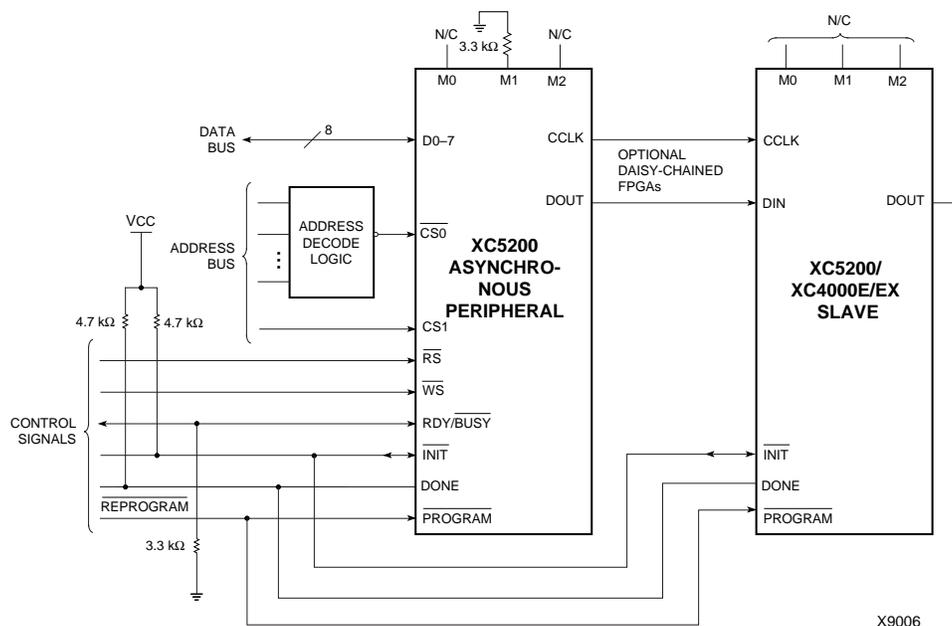 N/C
3.3 kΩ
N/C
N/C
M0
M1
M2
M0
M1
M2
DATA
BUS
8
D0–7
CCLK
CCLK
OPTIONAL
DAISY-CHAINED
FPGAs
DOUT
DIN
DOUT
ADDRESS
BUS
ADDRESS
DECODE
LOGIC
CS0
XC5200
ASYNCHRO-
NOUS
PERIPHERAL
XC5200/
XC4000E/EX
SLAVE
VCC
4.7 kΩ
4.7 kΩ
CS1
RS
WS
CONTROL
SIGNALS
RDY/BUSY
INIT
INIT
DONE
DONE
REPROGRAM
PROGRAM
PROGRAM
3.3 kΩ
X9006